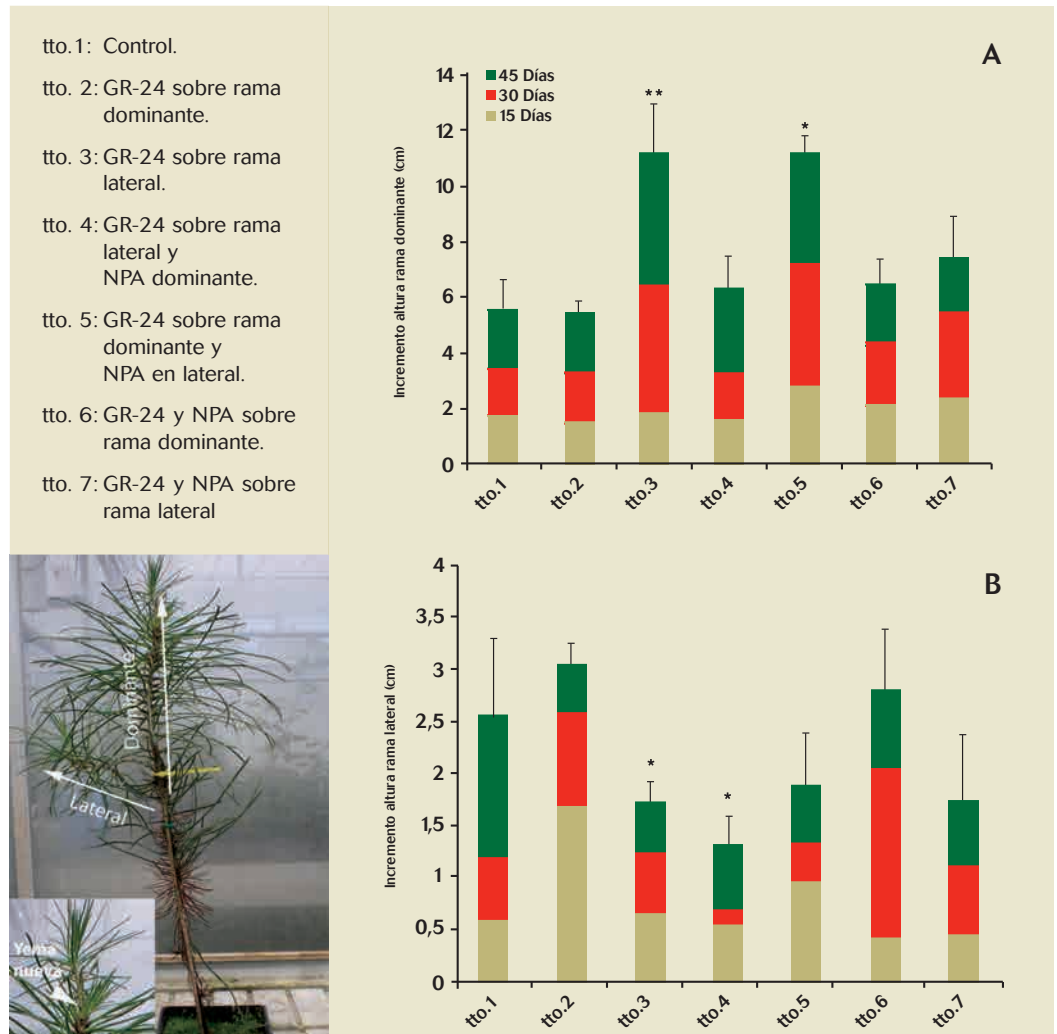 tto.1: Control.
tto. 2: GR-24 sobre rama
dominante.
tto. 3: GR-24 sobre rama
lateral.
tto. 4: GR-24 sobre rama
lateral y
NPA dominante.
tto. 5: GR-24 sobre rama
dominante y
NPA en lateral.
tto. 6: GR-24 y NPA sobre
rama dominante.
tto. 7: GR-24 y NPA sobre
rama lateral
Dominante
Lateral
Yema
nueva
A
45 Días
30 Días
15 Días
Incremento altura rama dominante (cm)
14
12
10
8
6
4
2
0
** *
tto.1 tto.2 tto.3 tto.4 tto.5 tto.6 tto.7
B
Incremento altura rama lateral (cm)
4
3,5
3
2,5
2
1,5
1
0,5
0
* *
tto.1 tto.2 tto.3 tto.4 tto.5 tto.6 tto.7